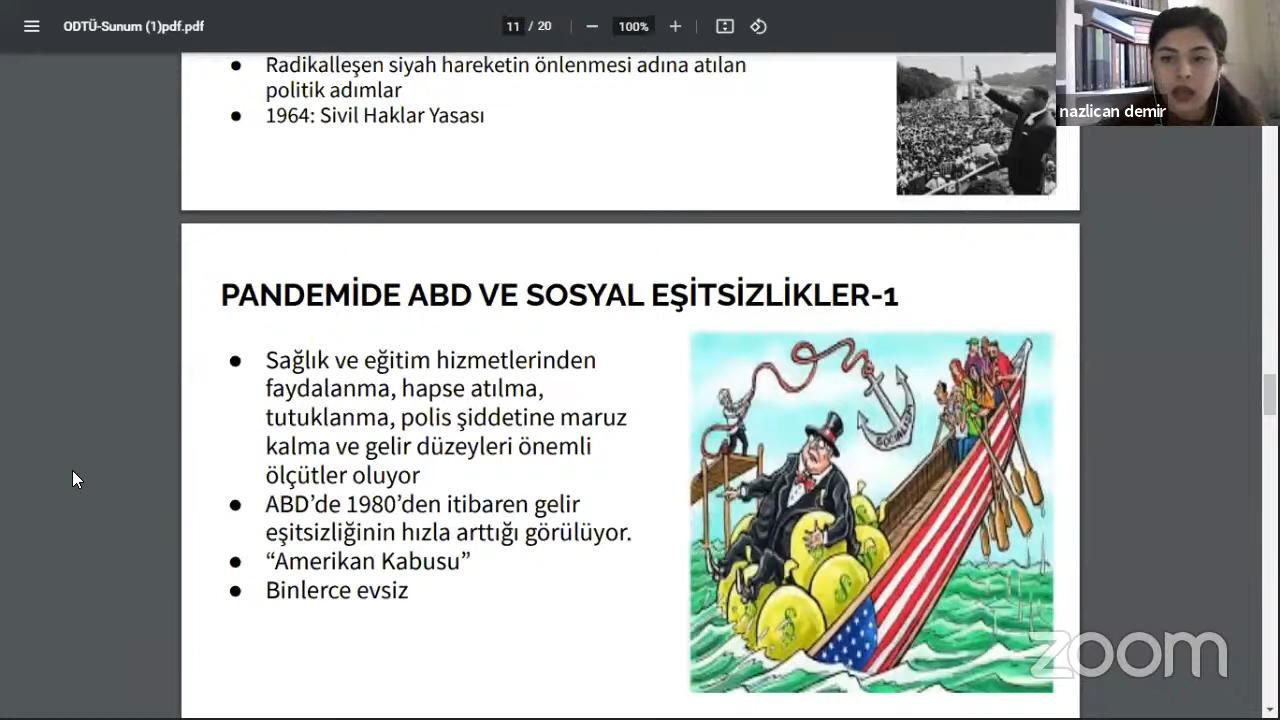 ODTÜ-Sunum (1)pdf.pdf
11 / 20
100%
nazlican demir
Radikalleşen siyah hareketin önlenmesi adına atılan
politik adımlar
1964: Sivil Haklar Yasası
PANDEMİDE ABD VE SOSYAL EŞİTSİZLİKLER-1
Sağlık ve eğitim hizmetlerinden
faydalanma, hapse atılma,
tutuklanma, polis şiddetine maruz
kalma ve gelir düzeyleri önemli
ölçütler oluyor
ABD’de 1980’den itibaren gelir
eşitsizliğinin hızla arttığı görülüyor.
“Amerikan Kabusu”
Binlerce evsiz
zoom